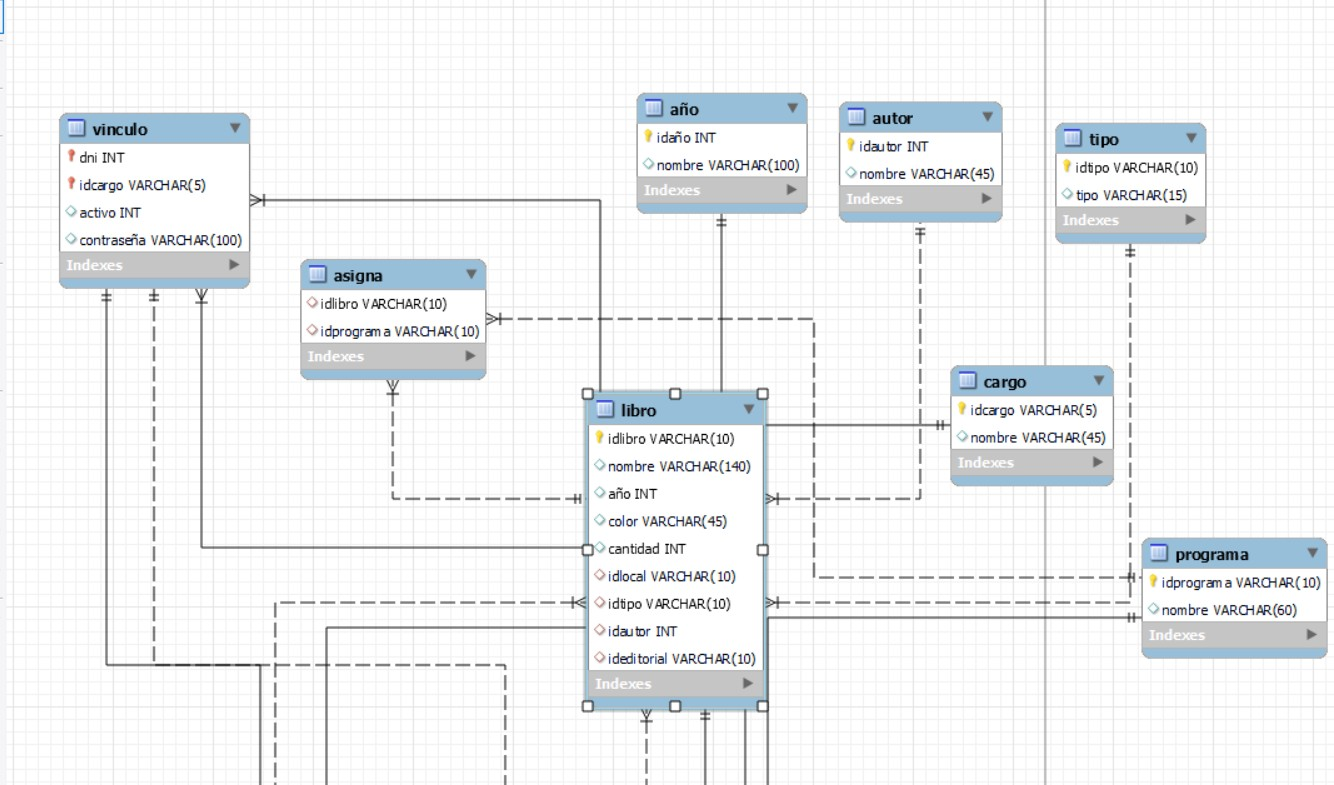 vinculo
dni INT
idcargo VARCHAR(5)
activo INT
contraseña VARCHAR(100)
Indexes
asigna
idlibro VARCHAR(10)
idprograma VARCHAR(10)
Indexes
año
idaño INT
nombre VARCHAR(100)
Indexes
autor
idautor INT
nombre VARCHAR(45)
Indexes
tipo
idtipo VARCHAR(10)
tipo VARCHAR(15)
Indexes
libro
idlibro VARCHAR(10)
nombre VARCHAR(140)
año INT
color VARCHAR(45)
cantidad INT
idlocal VARCHAR(10)
idtipo VARCHAR(10)
idautor INT
ideditorial VARCHAR(10)
Indexes
cargo
idcargo VARCHAR(5)
nombre VARCHAR(45)
Indexes
programa
idprograma VARCHAR(10)
nombre VARCHAR(60)
Indexes